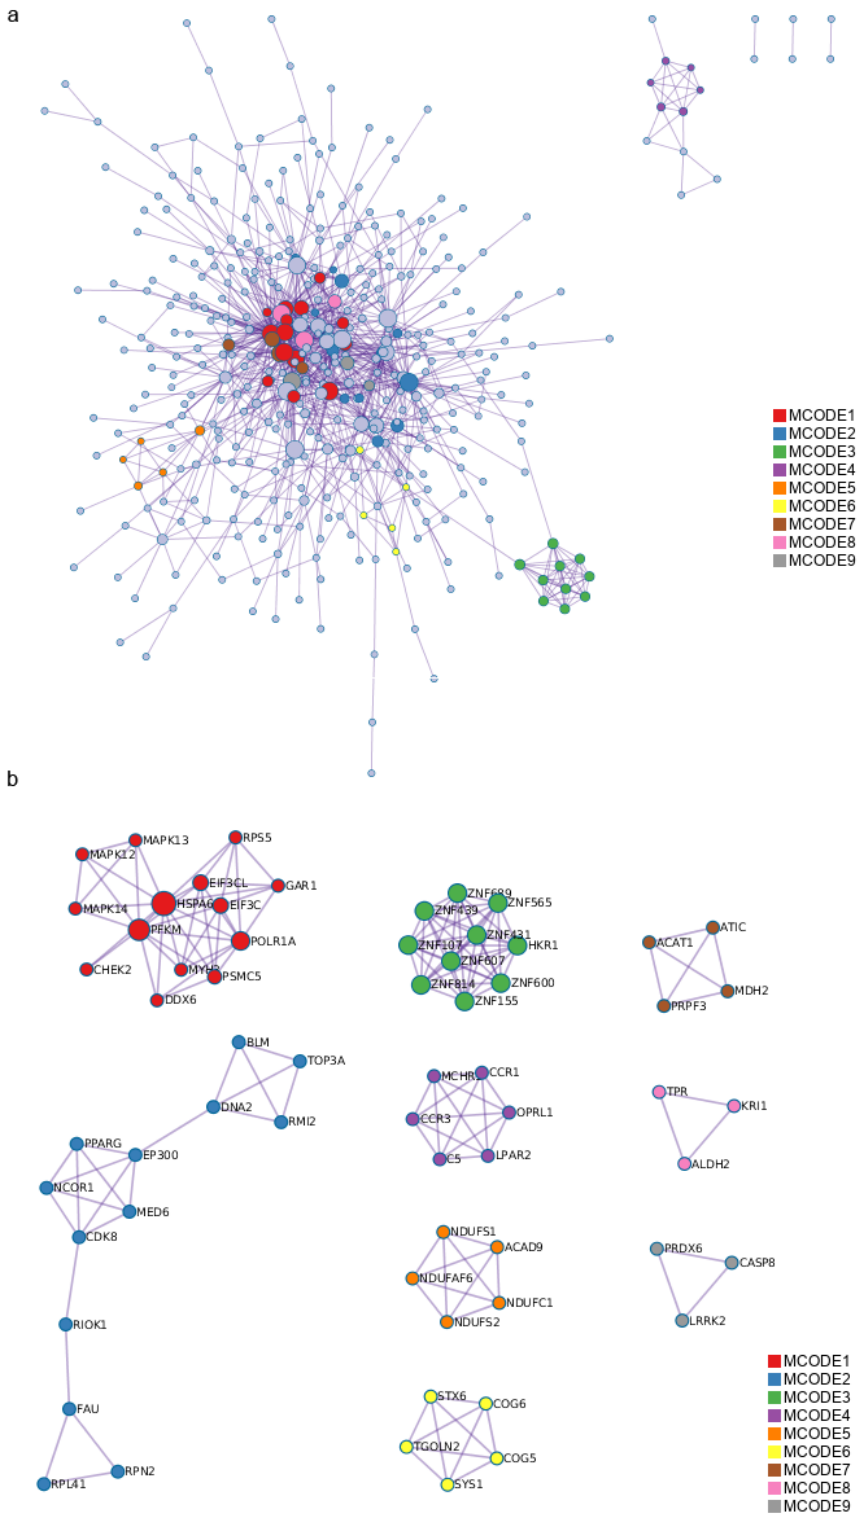 a
MCODE1
MCODE2
MCODE3
MCODE4
MCODE5
MCODE6
MCODE7
MCODE8
MCODE9
b
MAPK13
RPS5
MAPK12
EIF3CL
GAR1
HSPA6
EIF3C
MAPK14
PFKM
POLR1A
CHEK2
PSMC5
DDX6
ZNF689
ZNF565
ZNF439
ZNF431
ZNF107
HKR1
ZNF607
ZNF814
ZNF600
ZNF155
ATIC
ACAT1
MDH2
PRPF3
BLM
TOP3A
DNA2
RMI2
PPARG
EP300
NCOR1
MED6
CDK8
RIOK1
FAU
RPN2
RPL41
CCR1
CCR3
OPRL1
C5
LPAR2
TPR
KRI1
ALDH2
NDUFS1
ACAD9
NDUFAF6
NDUFC1
NDUFS2
PRDX6
CASP8
LRRK2
STX6
COG6
TGOLN2
COG5
SYS1
MCODE1
MCODE2
MCODE3
MCODE4
MCODE5
MCODE6
MCODE7
MCODE8
MCODE9